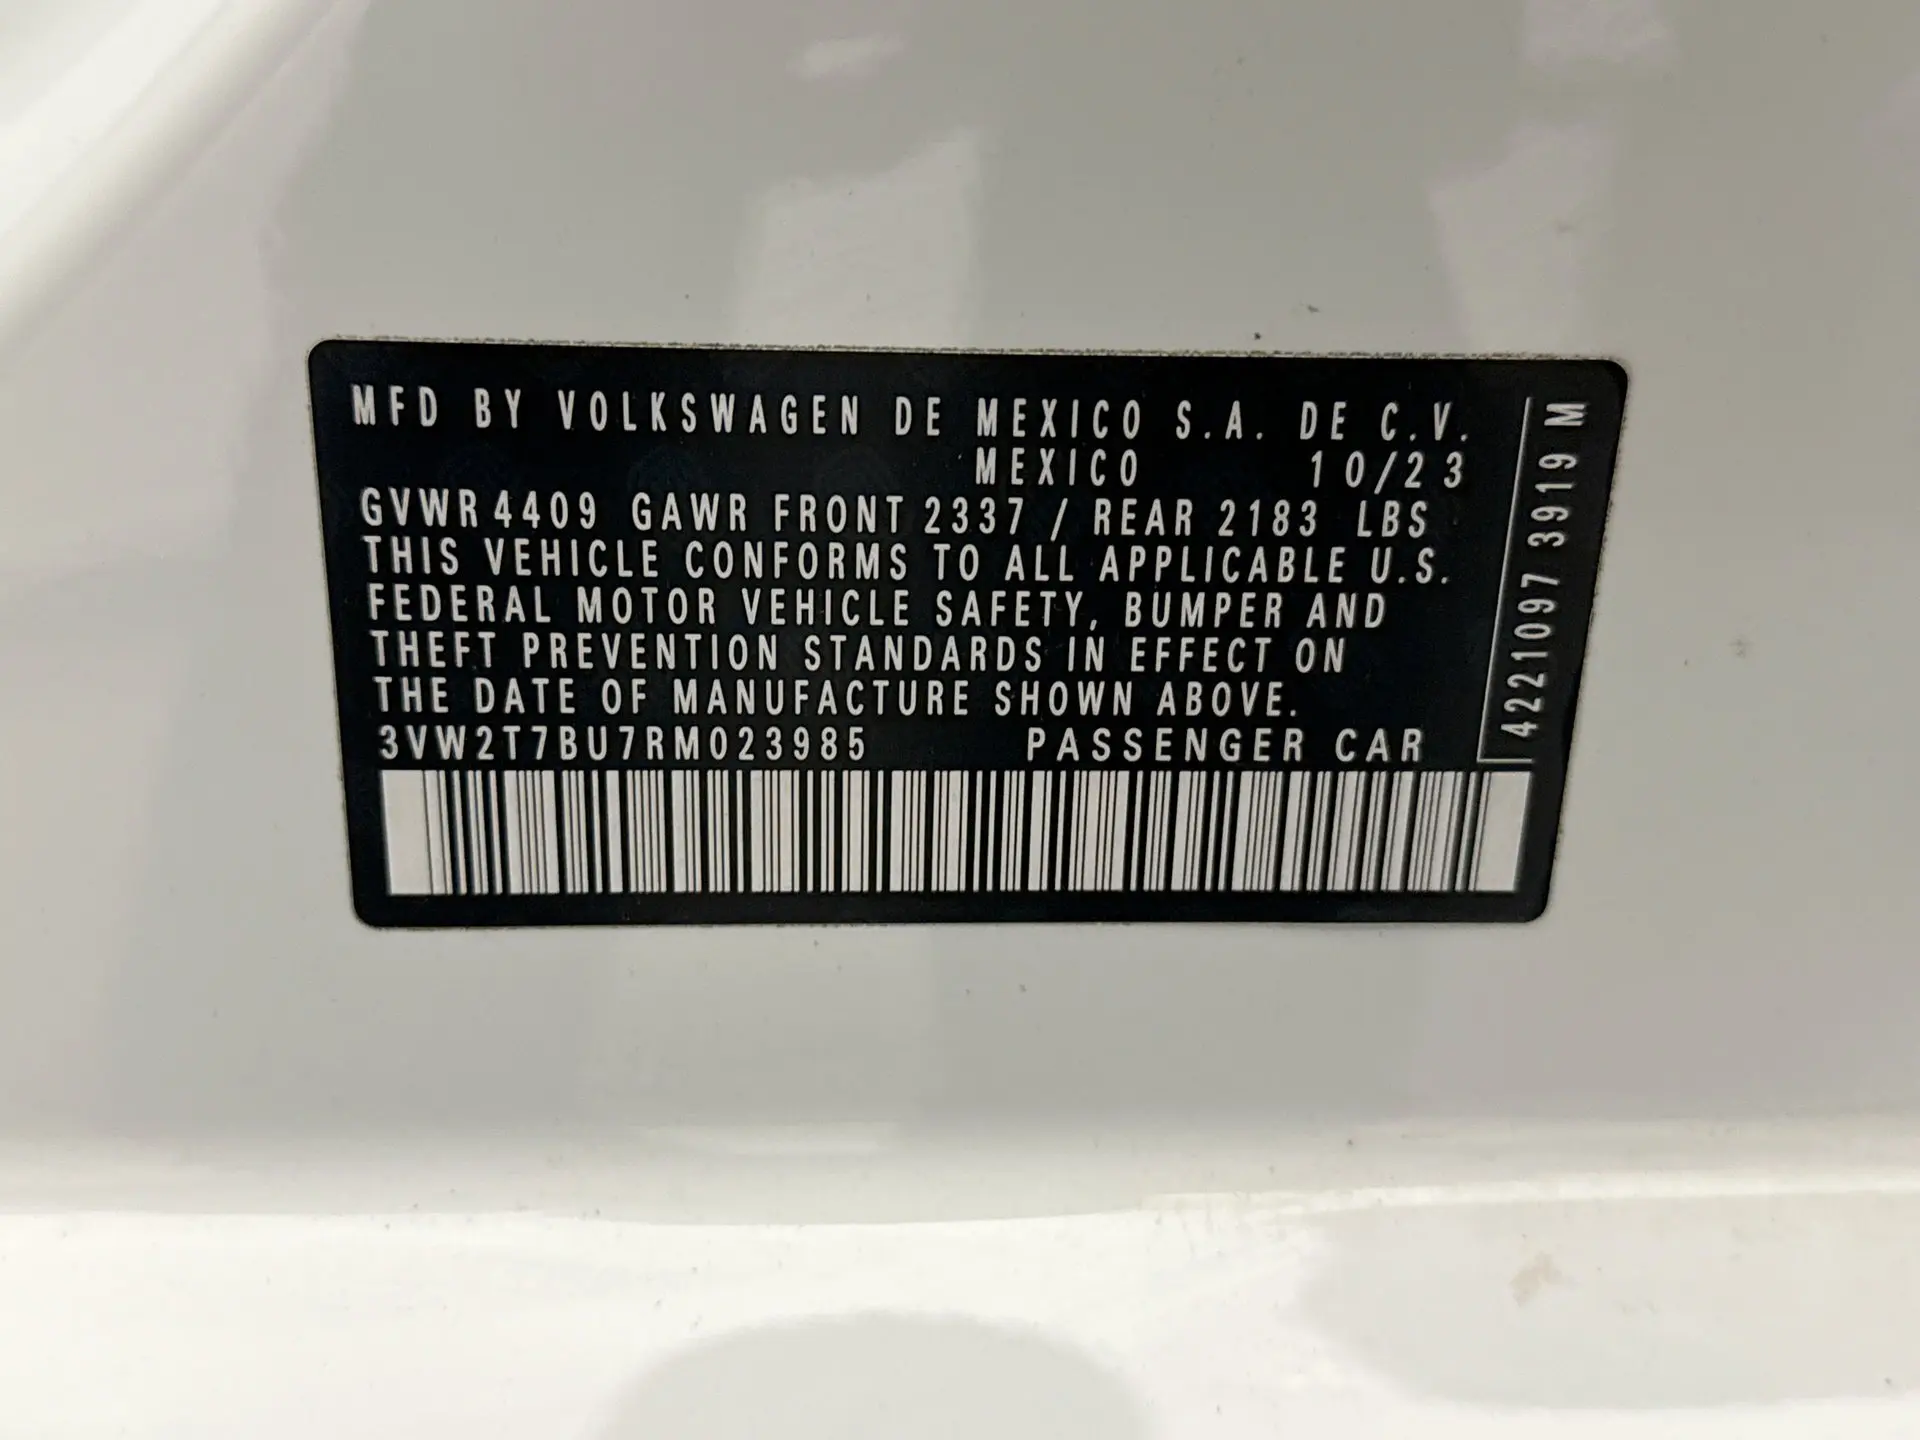 MFD BY VOLKSWAGEN DE MEXICO S.A. DE C.V.
MEXICO 10/23
GVWR 4409 GAWR FRONT 2337 / REAR 2183 LBS
THIS VEHICLE CONFORMS TO ALL APPLICABLE U.S.
FEDERAL MOTOR VEHICLE SAFETY, BUMPER AND
THEFT PREVENTION STANDARDS IN EFFECT ON
THE DATE OF MANUFACTURE SHOWN ABOVE.
3VW2T7BU7RM023985 PASSENGER CAR
4221097 3919 M